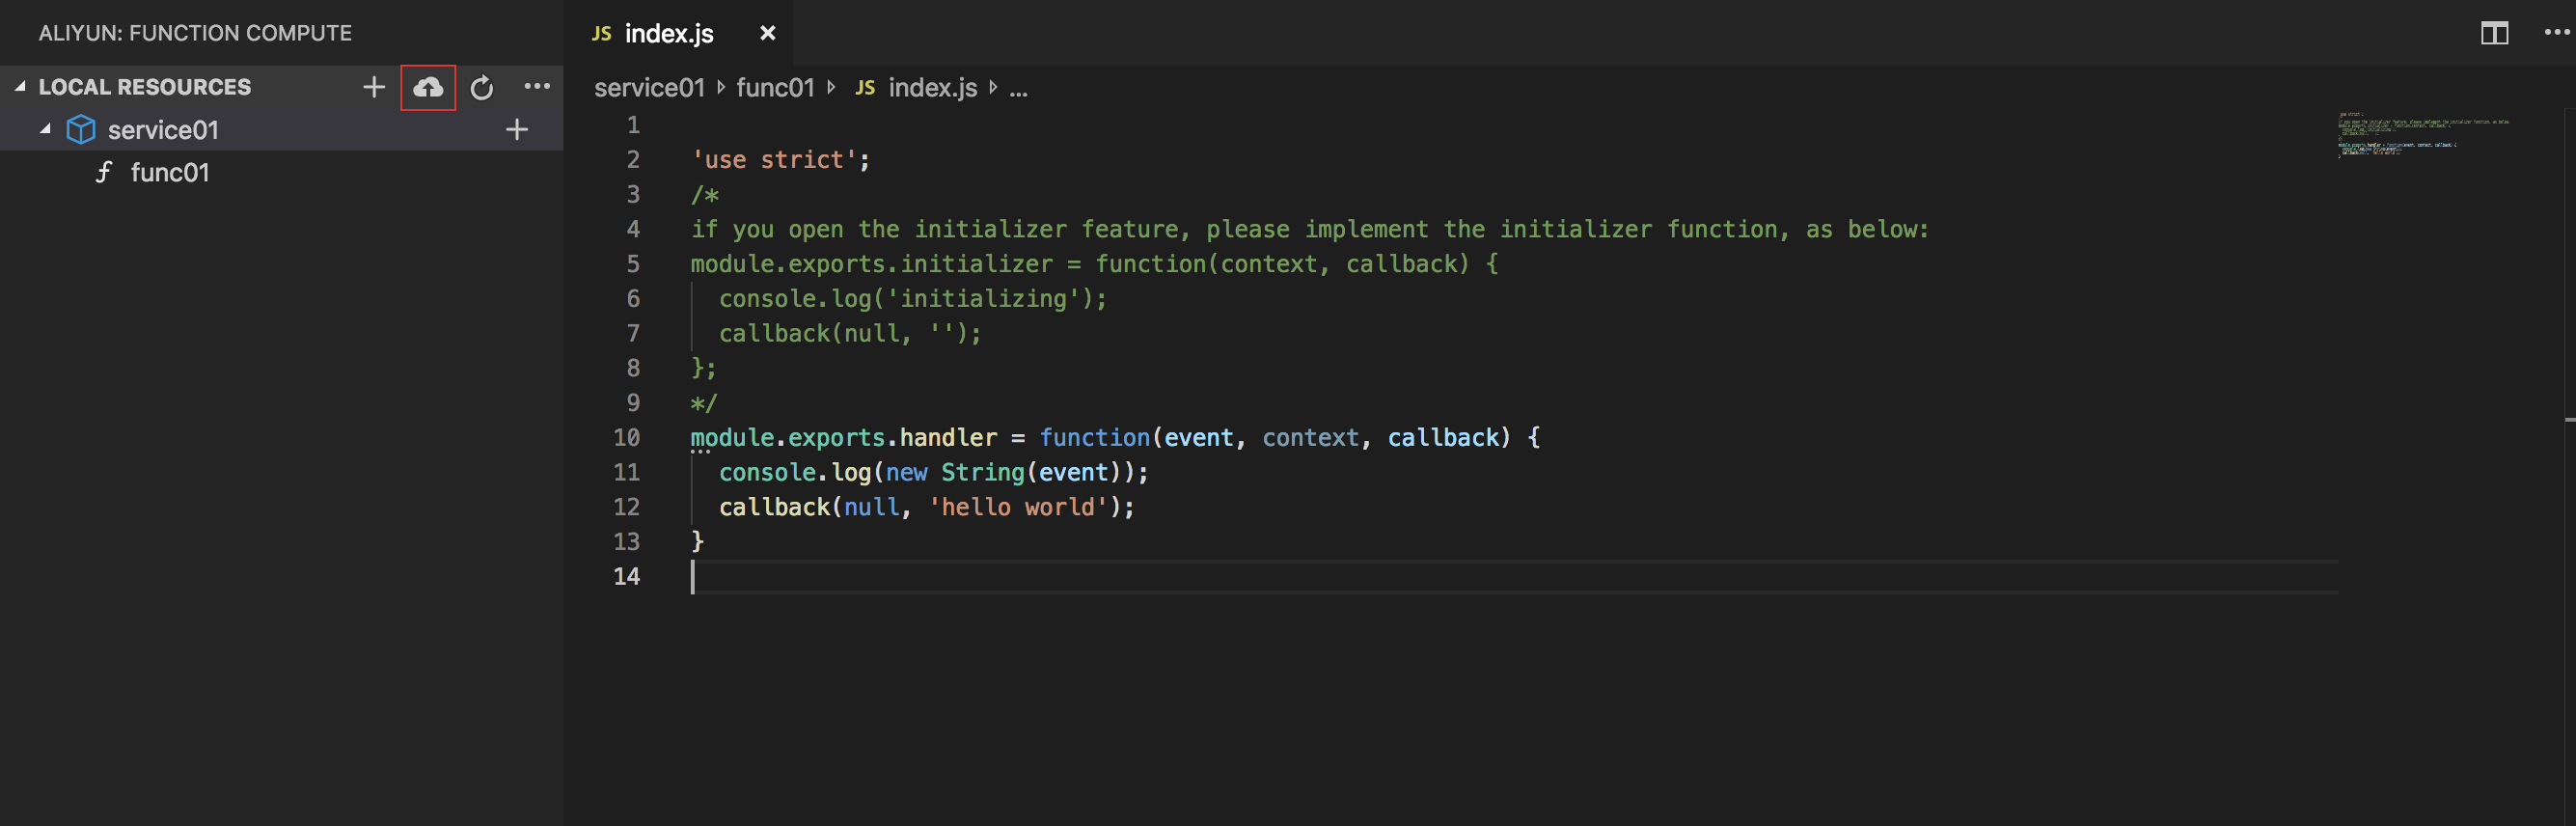 ALIYUN: FUNCTION COMPUTE
LOCAL RESOURCES
service01
func01
JS index.js
service01 func01 JS index.js ...
1
2 'use strict';
3 /*
4 if you open the initializer feature, please implement the initializer function, as below:
5 module.exports.initializer = function(context, callback) {
6 console.log('initializing');
7 callback(null, '');
8 };
9 */
10 module.exports.handler = function(event, context, callback) {
11 console.log(new String(event));
12 callback(null, 'hello world');
13 }
14